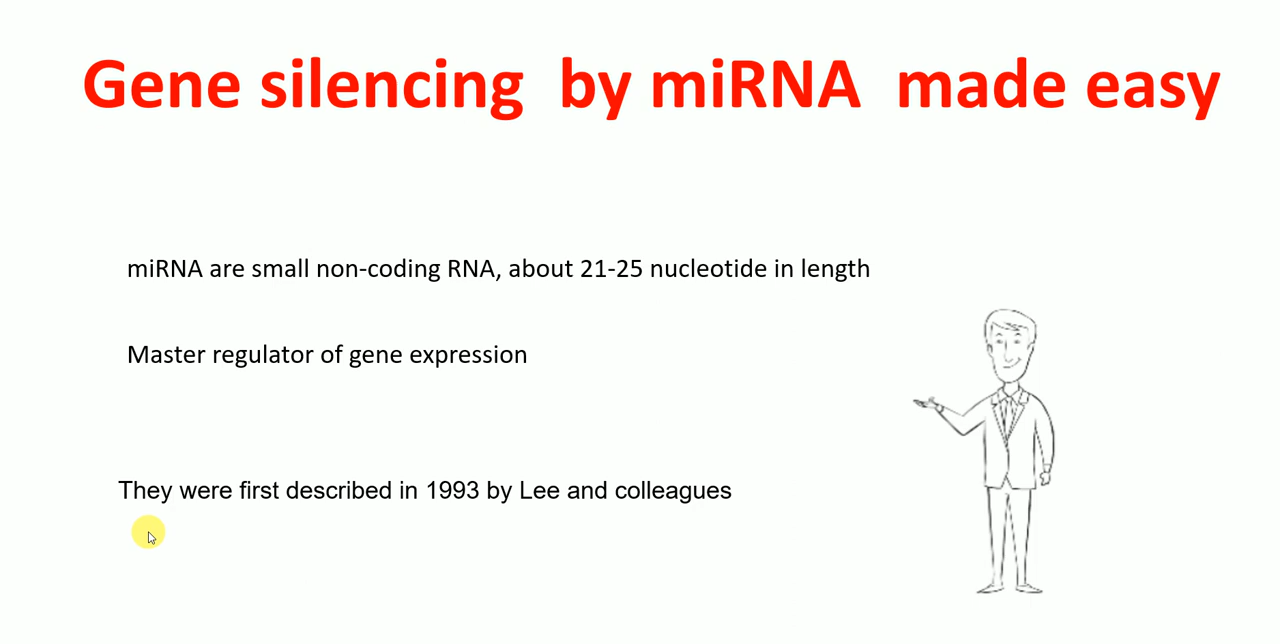 Gene silencing by miRNA made easy
miRNA are small non-coding RNA, about 21-25 nucleotide in length
Master regulator of gene expression
They were first described in 1993 by Lee and colleagues